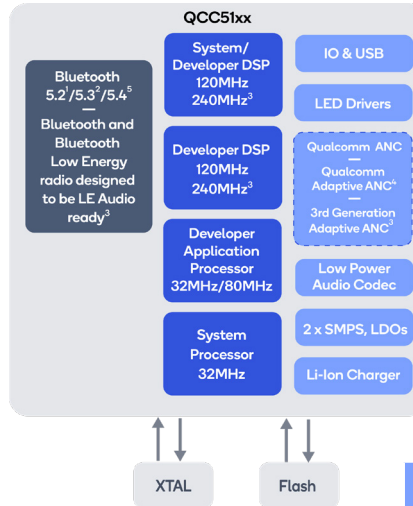 QCC51xx
Bluetooth
5.2¹/5.3²/5.4⁵
—
Bluetooth and
Bluetooth
Low Energy
radio designed
to be LE Audio
ready³
System/
Developer DSP
120MHz
240MHz³
Developer DSP
120MHz
240MHz³
Developer
Application
Processor
32MHz/80MHz
System
Processor
32MHz
IO & USB
LED Drivers
Qualcomm ANC
—
Qualcomm
Adaptive ANC⁴
—
3rd Generation
Adaptive ANC³
Low Power
Audio Codec
2 x SMPS, LDOs
Li-Ion Charger
XTAL
Flash